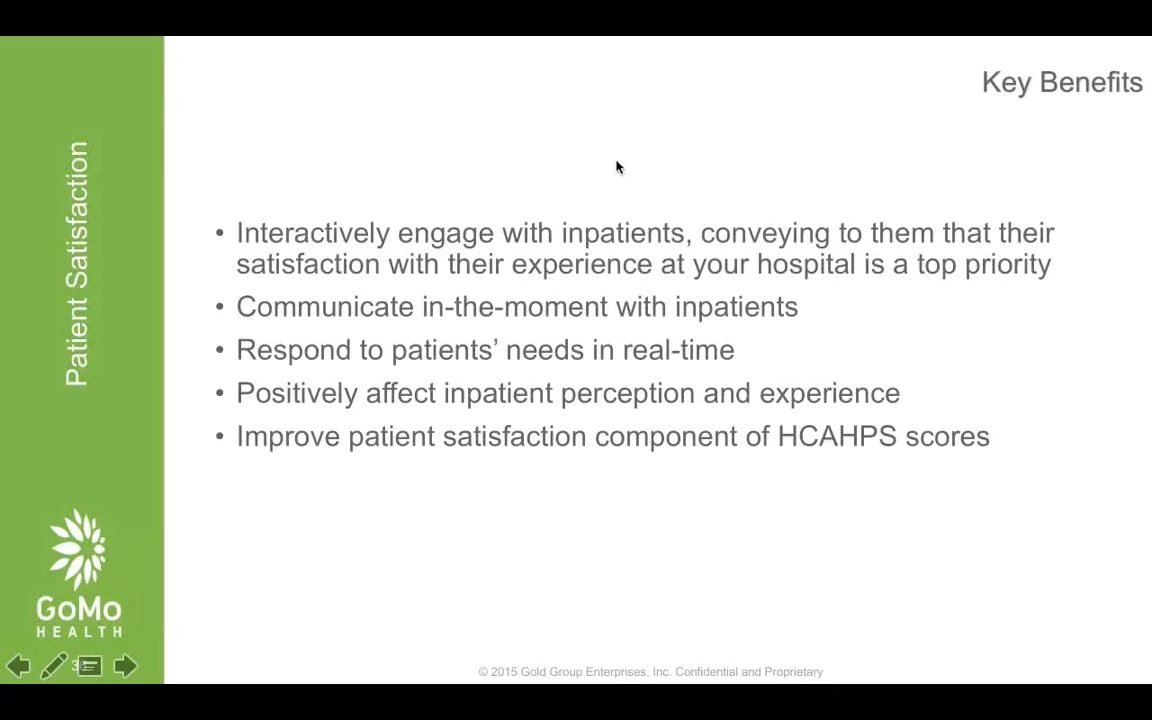 Key Benefits
Patient Satisfaction
• Interactively engage with inpatients, conveying to them that their
satisfaction with their experience at your hospital is a top priority
• Communicate in-the-moment with inpatients
• Respond to patients’ needs in real-time
• Positively affect inpatient perception and experience
• Improve patient satisfaction component of HCAHPS scores
GoMo
HEALTH
© 2015 Gold Group Enterprises, Inc. Confidential and Proprietary